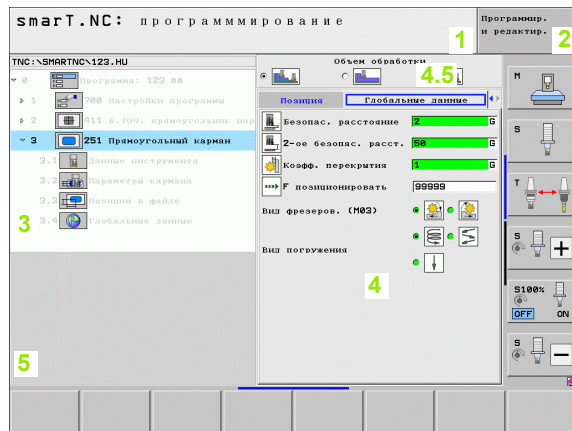 smarT.NC: программмирование
Программир.
и редактир.
1
2
TNC:\SMARTNC\123.HU
Объем обработки
4.5
0 Программа: 123 mm
1 700 Настройки программы
2 411 Б.ТОЧ. прямоугольник нар
3 251 Прямоугольный карман
3.1 Данные инструмента
3.2 Параметры кармана
3.3 Позиции в файле
3.4 Глобальные данные
3
5
Позиция
Глобальные данные
Безопас. расстояние 2 G
2-ое безопас. расст. 50 G
Коэфф. перекрытия 1 G
F позиционировать 99999
Вид фрезеров. (M03)
Вид погружения
4
M
S
T
S
S100%
OFF ON
S